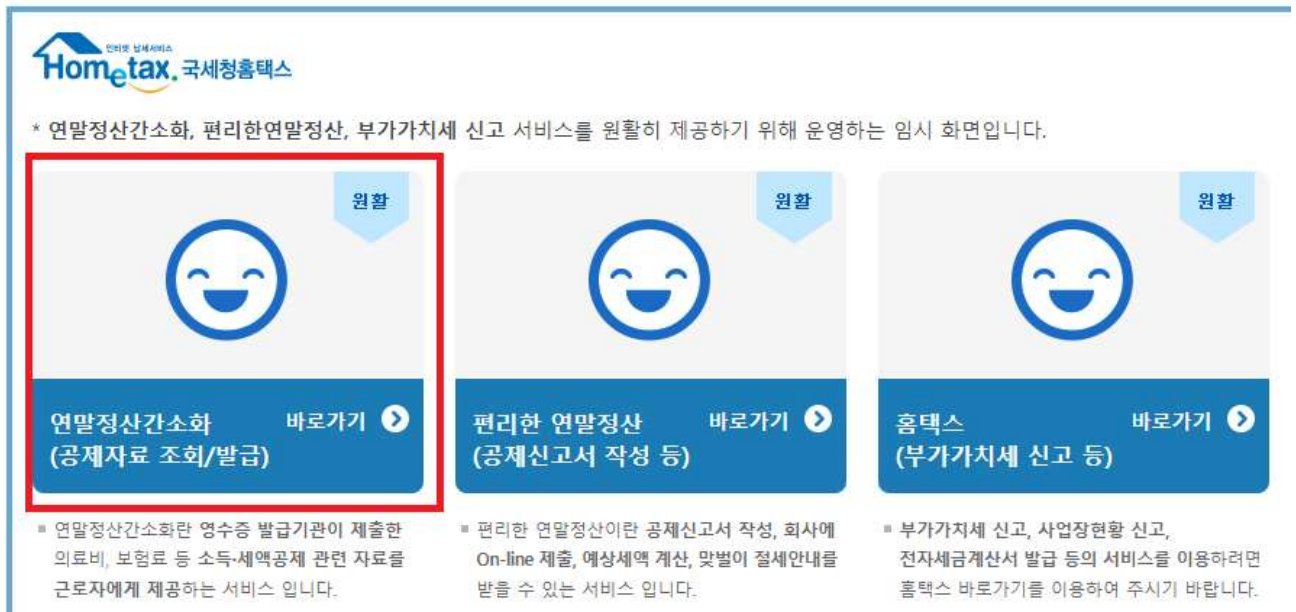 인터넷 납세서비스
Hometax. 국세청홈택스
* 연말정산간소화, 편리한연말정산, 부가가치세 신고 서비스를 원활히 제공하기 위해 운영하는 임시 화면입니다.
원활
연말정산간소화 바로가기
(공제자료 조회/발급)
■ 연말정산간소화란 영수증 발급기관이 제출한
의료비, 보험료 등 소득·세액공제 관련 자료를
근로자에게 제공하는 서비스 입니다.
원활
편리한 연말정산 바로가기
(공제신고서 작성 등)
■ 편리한 연말정산이란 공제신고서 작성, 회사에
On-line 제출, 예상세액 계산, 맞벌이 절세안내를
받을 수 있는 서비스 입니다.
원활
홈택스 바로가기
(부가가치세 신고 등)
■ 부가가치세 신고, 사업장현황 신고,
전자세금계산서 발급 등의 서비스를 이용하려면
홈택스 바로가기를 이용하여 주시기 바랍니다.